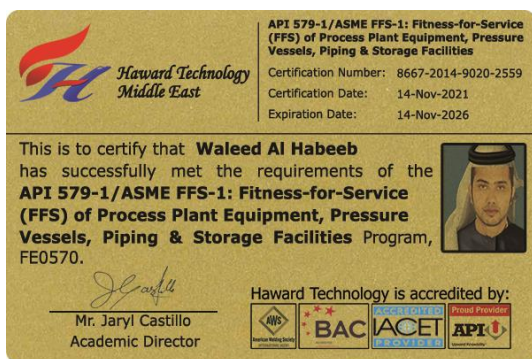 API 579-1/ASME FFS-1: Fitness-for-Service
(FFS) of Process Plant Equipment, Pressure
Vessels, Piping & Storage Facilities
Certification Number: 8667-2014-9020-2559
Certification Date: 14-Nov-2021
Expiration Date: 14-Nov-2026
Haward Technology
Middle East
This is to certify that Waleed Al Habeeb
has successfully met the requirements of the
API 579-1/ASME FFS-1: Fitness-for-Service
(FFS) of Process Plant Equipment, Pressure
Vessels, Piping & Storage Facilities Program,
FE0570.
Mr. Jaryl Castillo
Academic Director
Haward Technology is accredited by:
AWS
American Welding Society
BAC
ACCREDITED
IACET
PROVIDER
Proud Provider
API